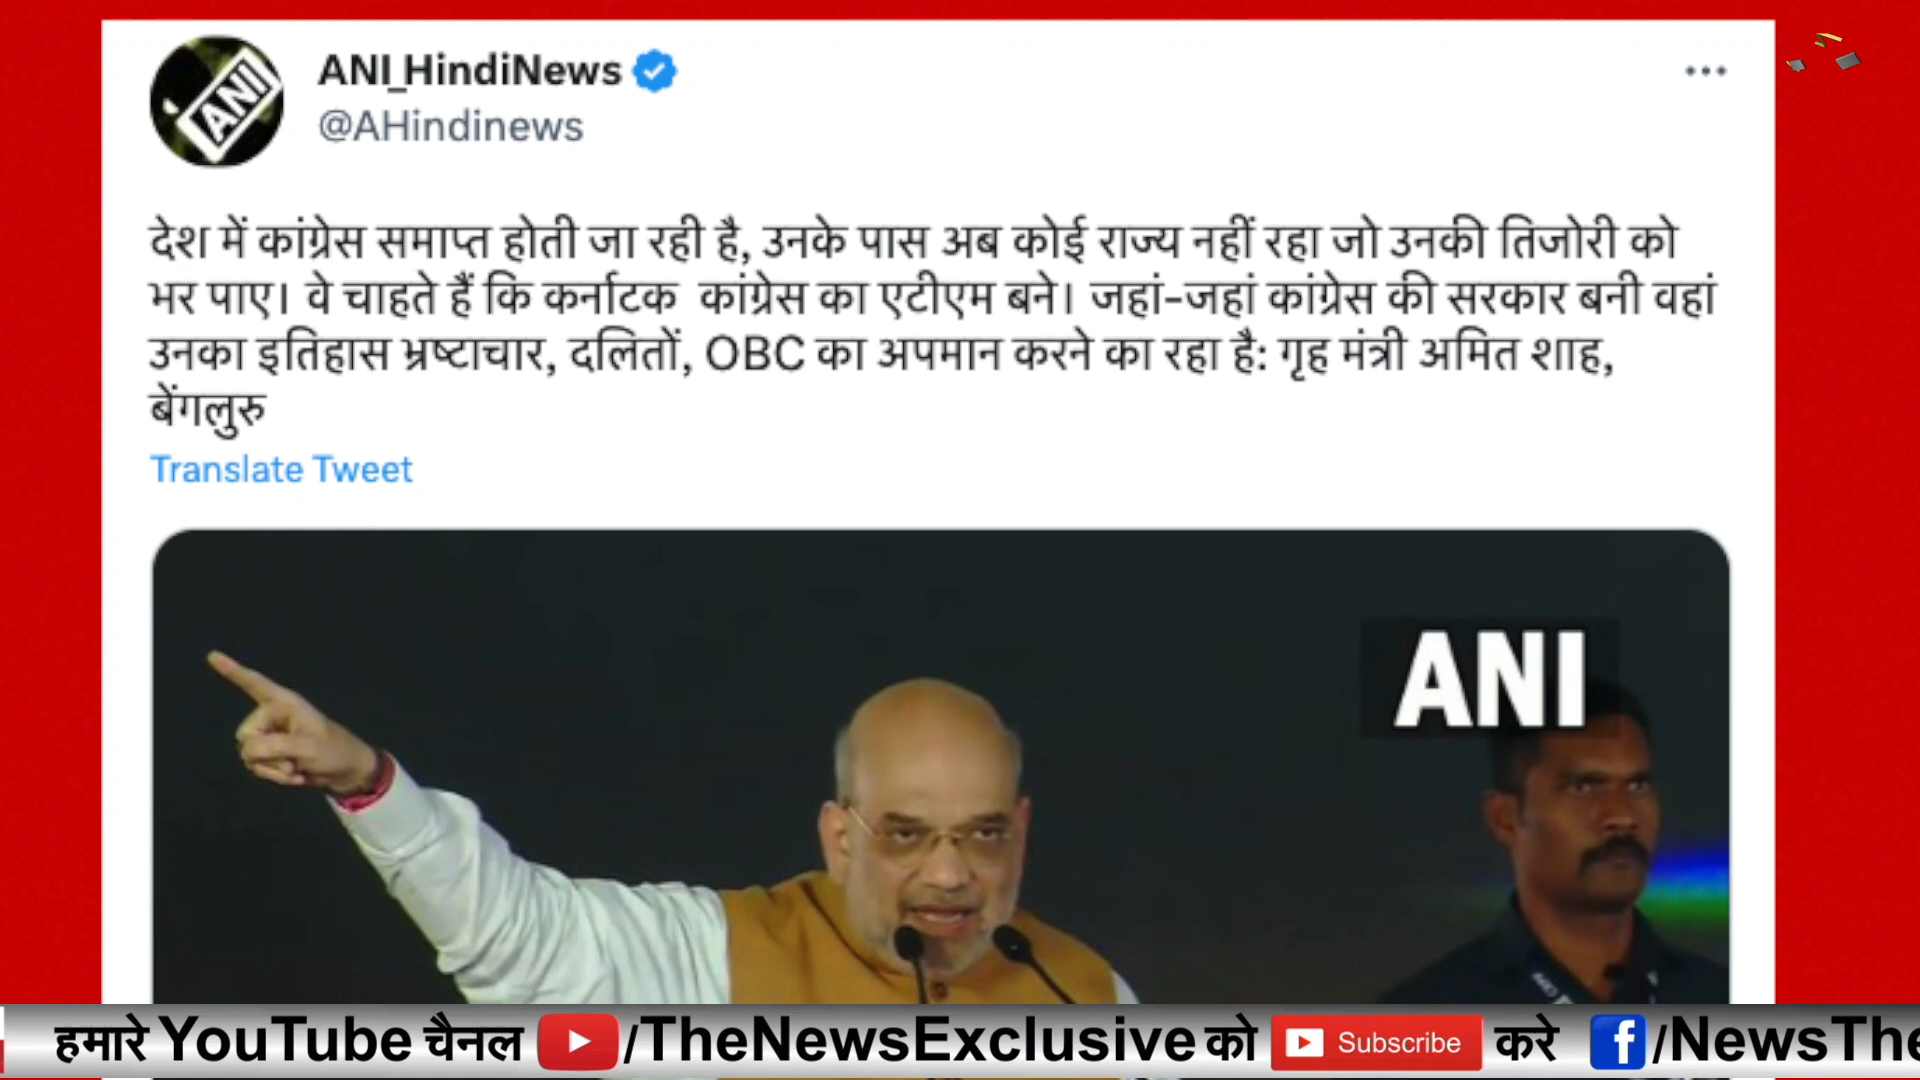 ANI
ANI_HindiNews
@AHindinews
देश में कांग्रेस समाप्त होती जा रही है, उनके पास अब कोई राज्य नहीं रहा जो उनकी तिजोरी को
भर पाए। वे चाहते हैं कि कर्नाटक कांग्रेस का एटीएम बने। जहां-जहां कांग्रेस की सरकार बनी वहां
उनका इतिहास भ्रष्टाचार, दलितों, OBC का अपमान करने का रहा है: गृह मंत्री अमित शाह,
बेंगलुरु
Translate Tweet
ANI
हमारे YouTube चैनल /TheNewsExclusive को Subscribe करे f/NewsThe